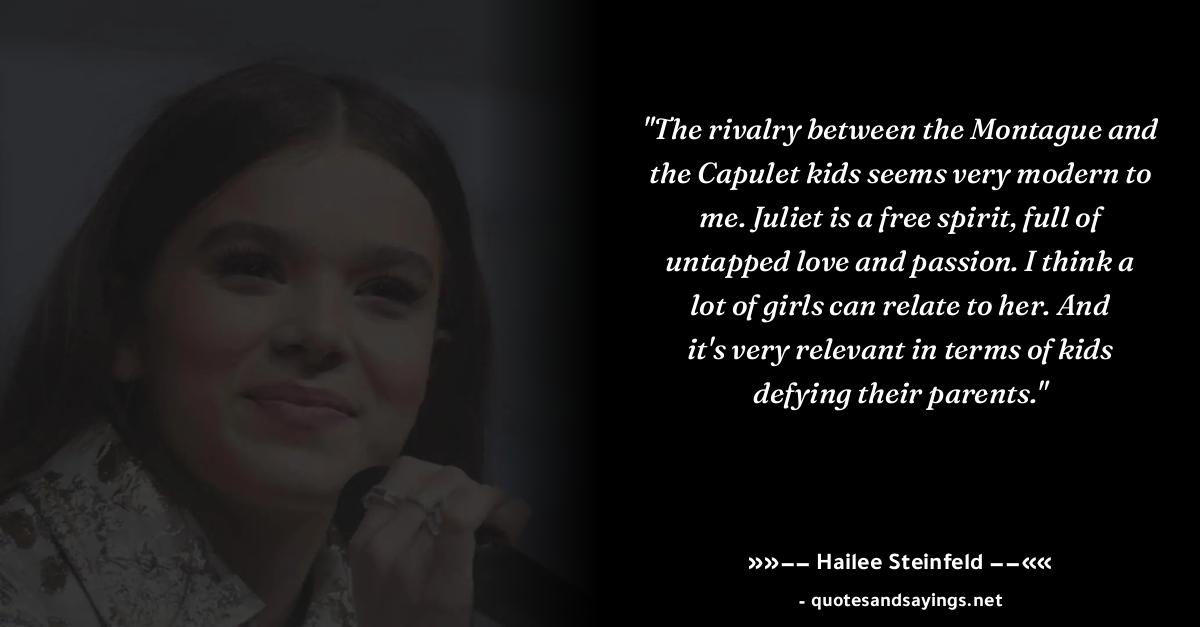 "The rivalry between the Montague and
the Capulet kids seems very modern to
me. Juliet is a free spirit, full of
untapped love and passion. I think a
lot of girls can relate to her. And
it's very relevant in terms of kids
defying their parents."
»»−− Hailee Steinfeld −−««
- quotesandsayings.net